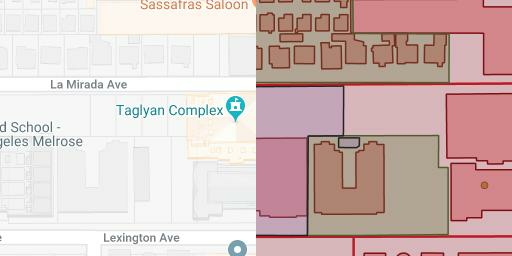 Sassafras Saloon
La Mirada Ave
Taglyan Complex
d School -
geles Melrose
Lexington Ave
e